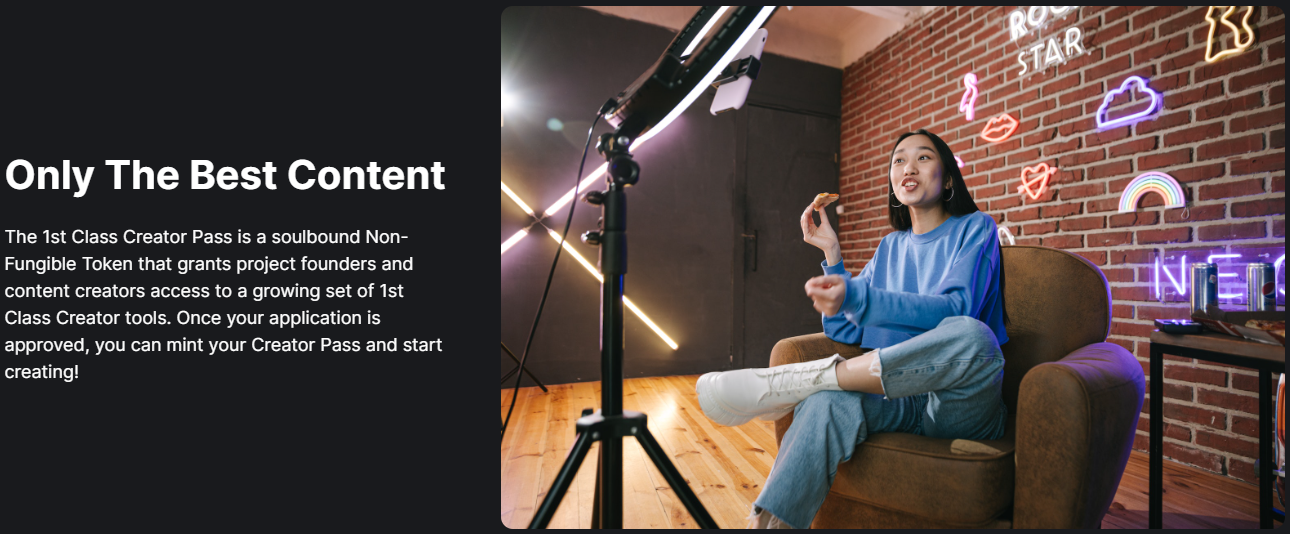 Only The Best Content
The 1st Class Creator Pass is a soulbound Non-
Fungible Token that grants project founders and
content creators access to a growing set of 1st
Class Creator tools. Once your application is
approved, you can mint your Creator Pass and start
creating!
ROCK
STAR